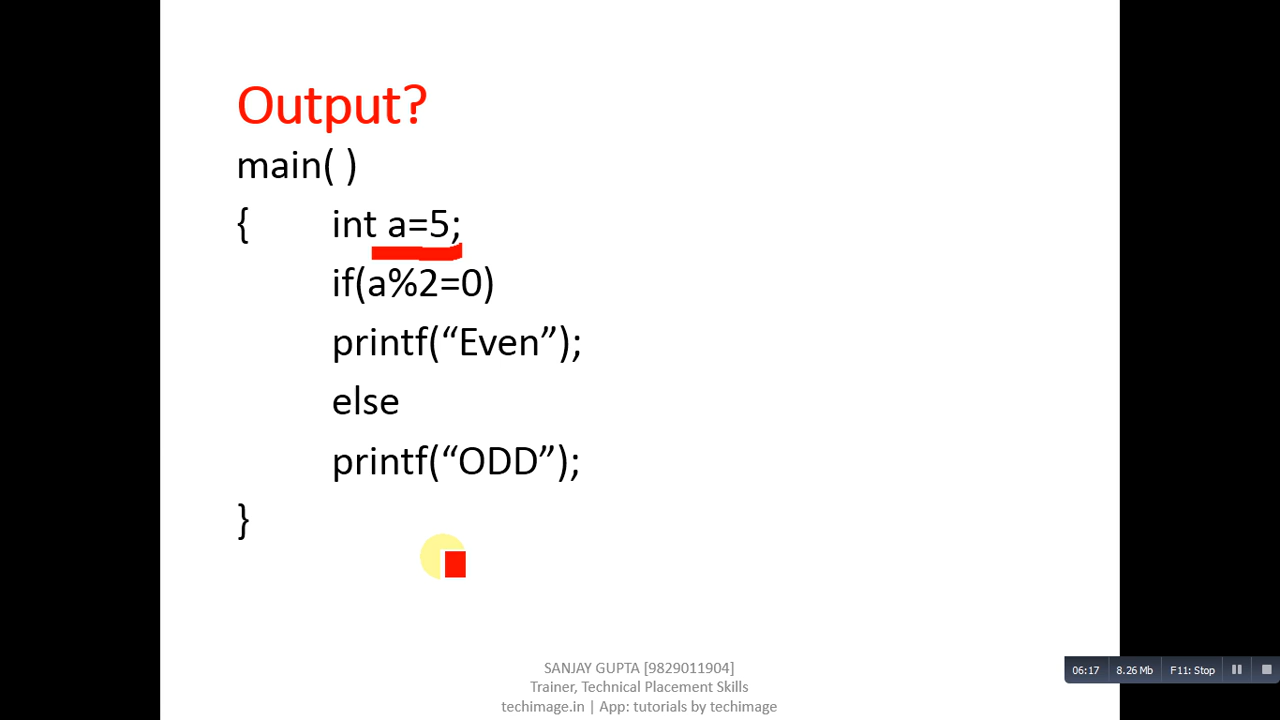 Output?
main( )
{ int a=5;
if(a%2=0)
printf(“Even”);
else
printf(“ODD”);
}
SANJAY GUPTA [9829011904]
Trainer, Technical Placement Skills
techimage.in | App: tutorials by techimage
06:17 8.26 Mb F11: Stop